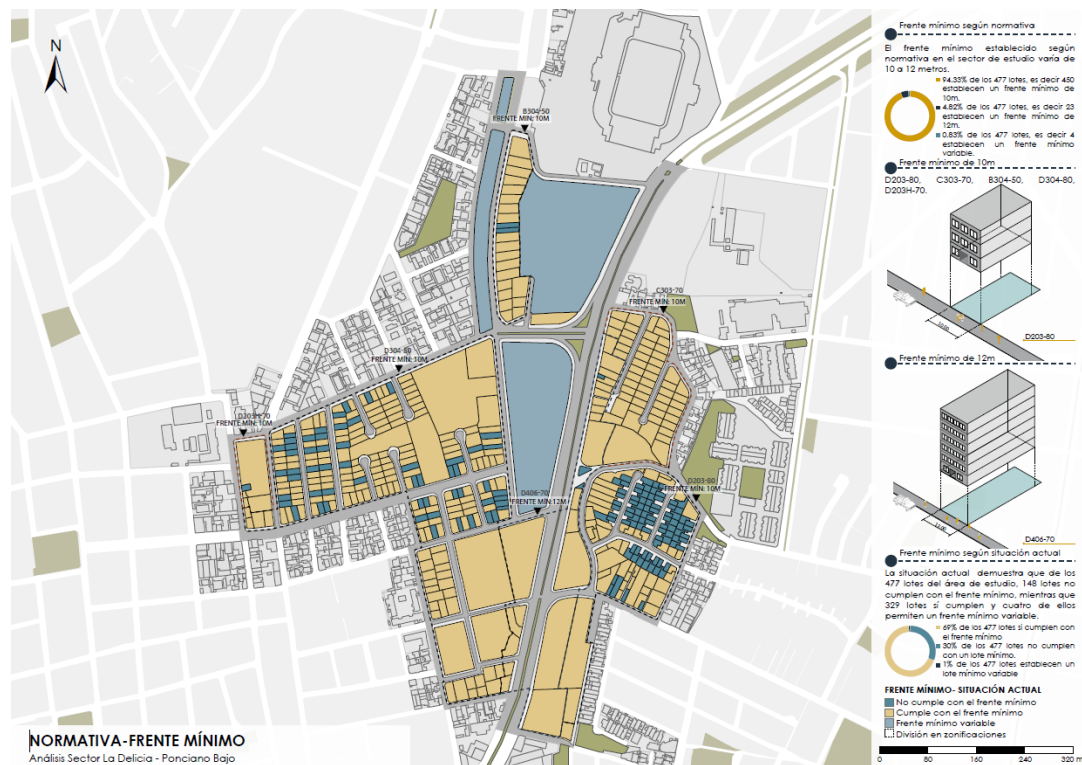 N
B304-50
FRENTE MIN: 10M
C303-70
FRENTE MIN: 10M
D304-80
FRENTE MIN: 10M
D203H-70
FRENTE MIN: 10M
D203-80
FRENTE MIN: 10M
D406-70
FRENTE MIN: 12M
NORMATIVA-FRENTE MÍNIMO
Análisis Sector La Delicia - Ponciano Bajo
Frente mínimo según normativa
El frente mínimo establecido según
normativa en el sector de estudio varía de
10 a 12 metros.
94.33% de los 477 lotes, es decir 450
establecen un frente mínimo de
10m.
4.82% de los 477 lotes, es decir 23
establecen un frente mínimo de
12m.
0.83% de los 477 lotes, es decir 4
establecen un frente mínimo
variable.
Frente mínimo de 10m
D203-80, C303-70, B304-50, D304-80,
D203H-70.
10.00
D203-80
Frente mínimo de 12m
12.00
D406-70
Frente mínimo según situación actual
La situación actual demuestra que de los
477 lotes del área de estudio, 148 lotes no
cumplen con el frente mínimo, mientras que
329 lotes sí cumplen y cuatro de ellos
permiten un frente mínimo variable.
69% de los 477 lotes si cumplen con
el frente mínimo
30% de los 477 lotes no cumplen
con un lote mínimo.
1% de los 477 lotes establecen un
lote mínimo variable
FRENTE MÍNIMO- SITUACIÓN ACTUAL
No cumple con el frente mínimo
Cumple con el frente mínimo
Frente mínimo variable
División en zonificaciones
0 80 160 240 320 m